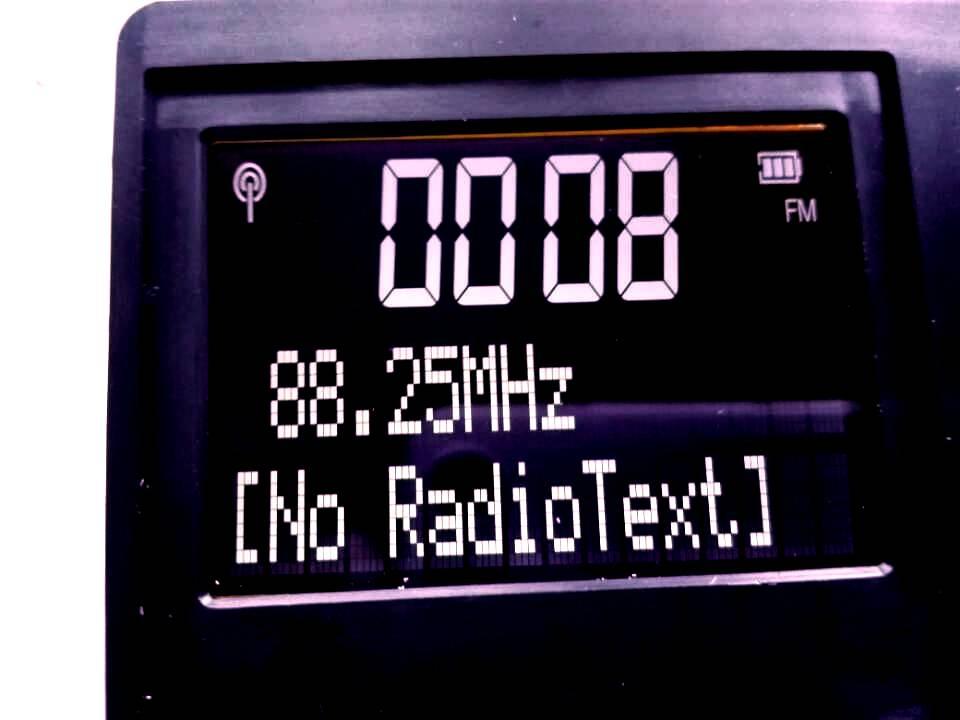 0008
FM
88.25MHz
[No RadioText]